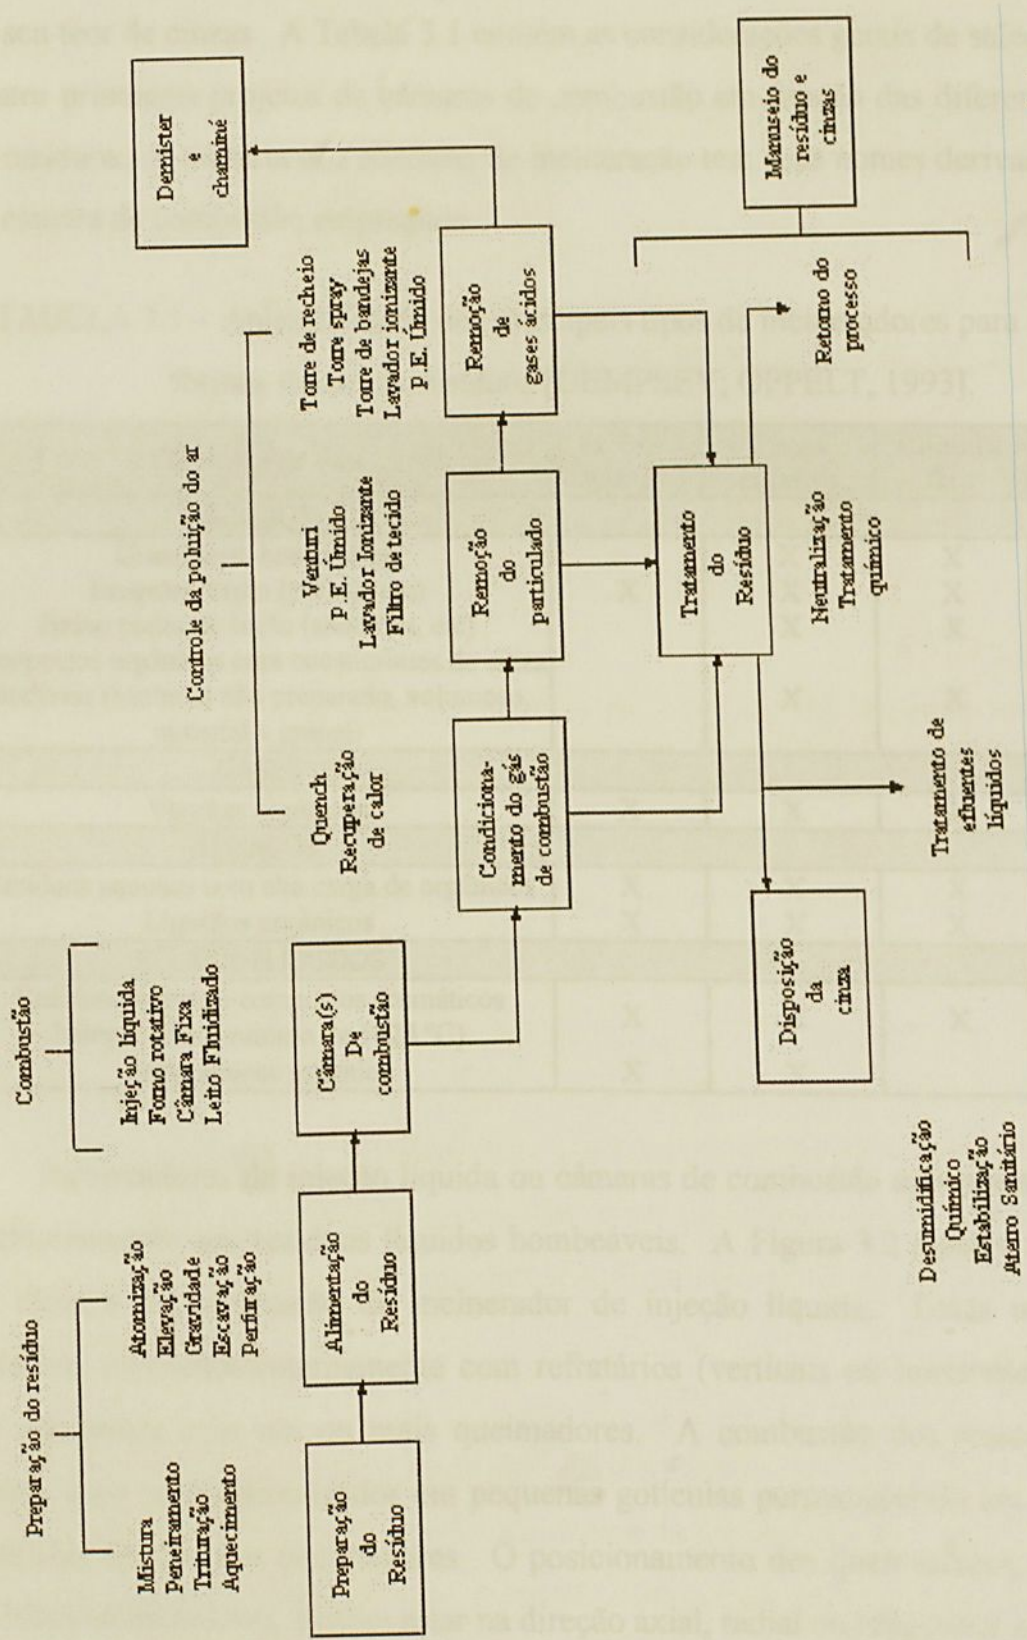 Preparação do resíduo
Mistura
Peneiramento
Trituração
Aquecimento
Atomização
Elevação
Gravidade
Escavação
Perfuração
Preparação
do
Resíduo
Alimentação
do
Resíduo
Combustão
Injeção líquida
Forno rotativo
Câmara Fixa
Leito Fluidizado
Câmara(s)
De
combustão
Controle da poluição do ar
Quench
Recuperação
de calor
Venturi
p.E. Úmido
Lavador Ionizante
Filtro de tecido
Torre de recheio
Torre spray
Torre de bandejas
Lavador ionizante
p.E. Úmido
Condiciona-
mento do gás
de combustão
Remoção
do
particulado
Remoção
de
gases ácidos
Demister
e
chaminé
Tratamento
do
Resíduo
Neutralização
Tratamento
químico
Retorno do
processo
Manuseio do
resíduo e
cinzas
Disposição
da
cinza
Tratamento de
efluentes
líquidos
Desumidificação
Químico
Estabilização
Aterro Sanitário